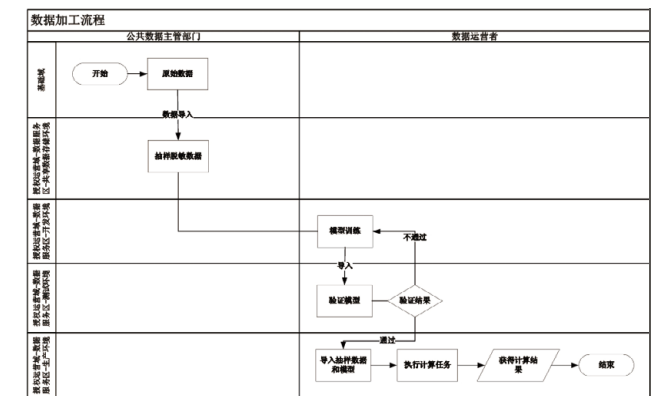 数据加工流程
公共数据主管部门
数据运营者
基础域
开始
原始数据
数据导入
授权运营域-数据服务
区-共享数据存储环境
抽样脱敏数据
授权运营域-数据
服务区-开发环境
模型训练
不通过
导入
授权运营域-数据
服务区-测试环境
验证模型
验证结果
通过
授权运营域-数据
服务区-生产环境
导入抽样数据
和模型
执行计算任务
获得计算结
果
结束